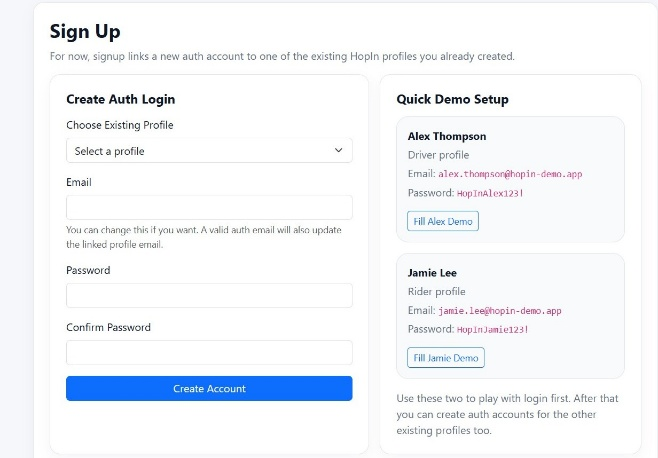 Sign Up
For now, signup links a new auth account to one of the existing HopIn profiles you already created.
Create Auth Login
Choose Existing Profile
Select a profile
Email
You can change this if you want. A valid auth email will also update
the linked profile email.
Password
Confirm Password
Create Account
Quick Demo Setup
Alex Thompson
Driver profile
Email: alex.thompson@hopin-demo.app
Password: HopInAlex123!
Fill Alex Demo
Jamie Lee
Rider profile
Email: jamie.lee@hopin-demo.app
Password: HopInJamie123!
Fill Jamie Demo
Use these two to play with login first. After that
you can create auth accounts for the other
existing profiles too.